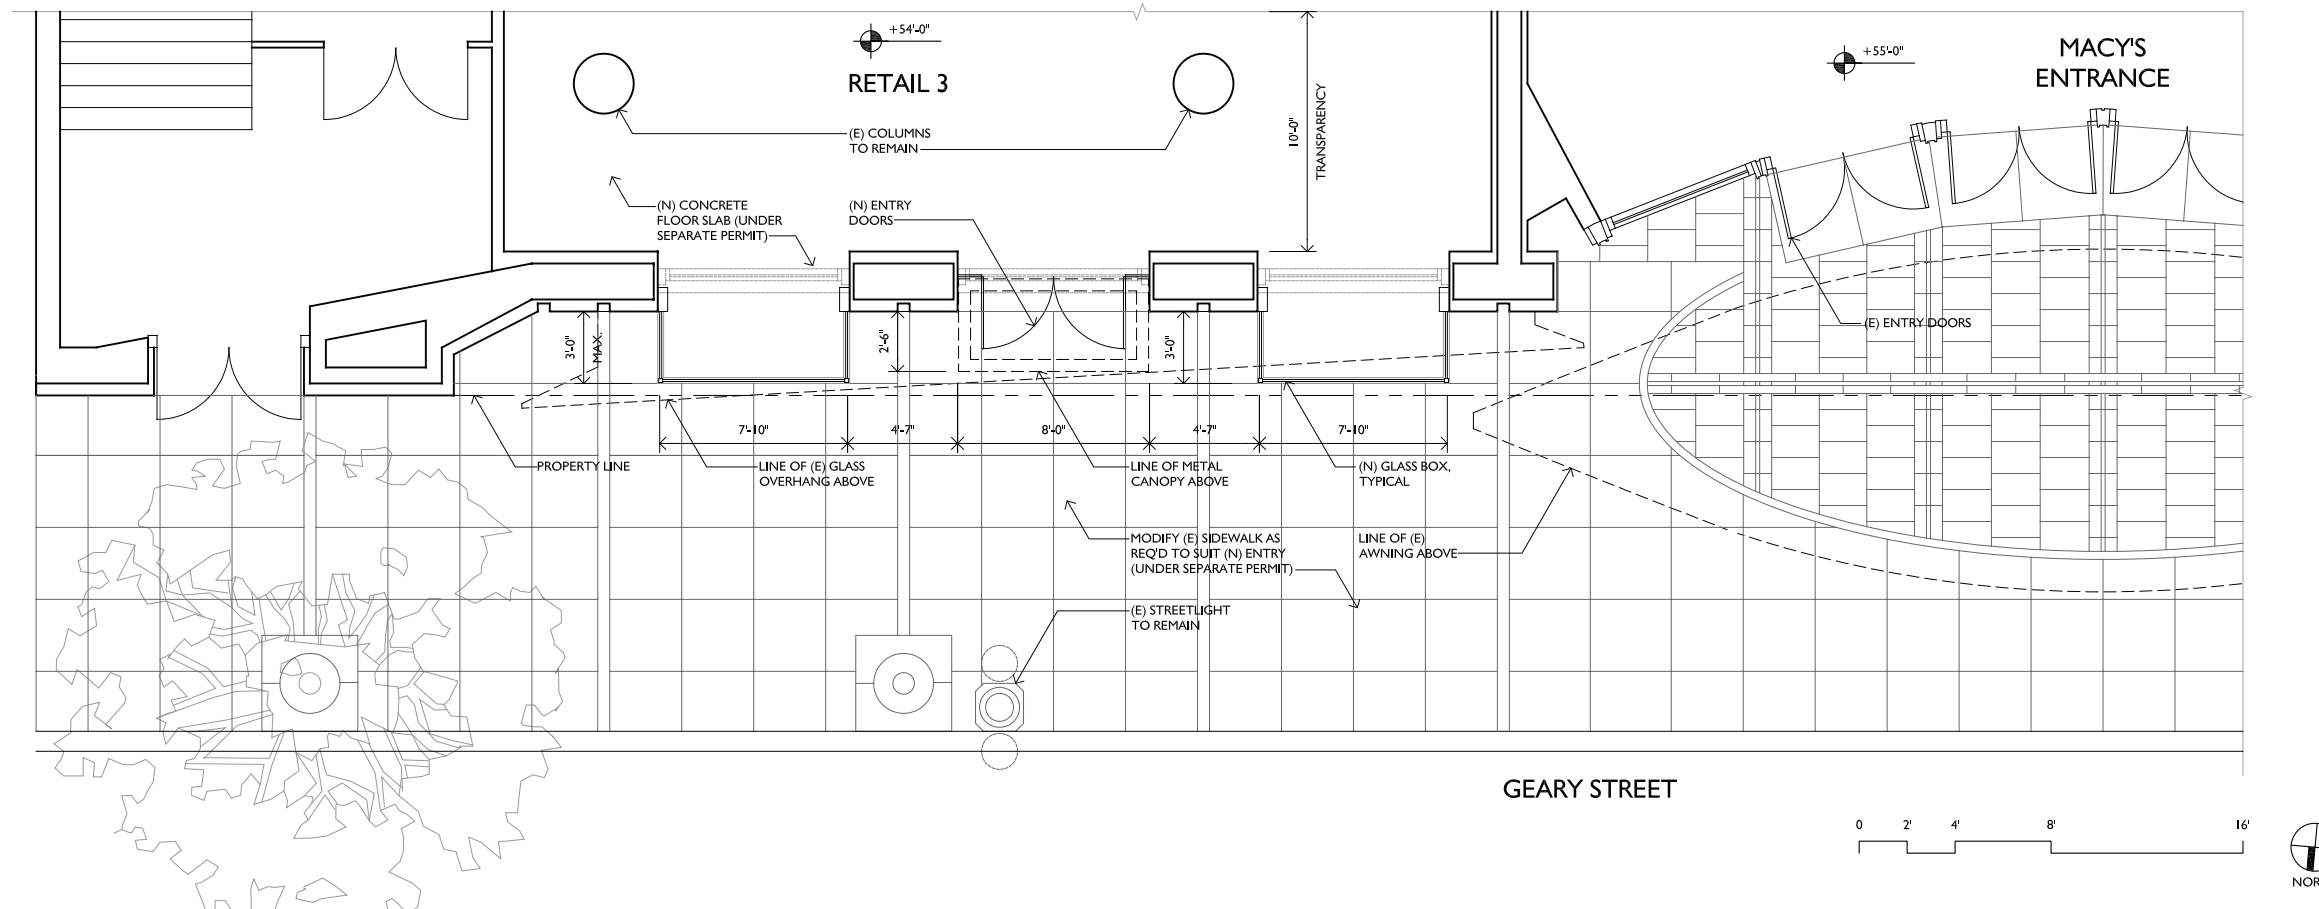 +54'-0"
RETAIL 3
+55'-0"
MACY'S
ENTRANCE
10'-0"
TRANSPARENCY
(E) COLUMNS
TO REMAIN
(N) CONCRETE
FLOOR SLAB (UNDER
SEPARATE PERMIT)
(N) ENTRY
DOORS
(E) ENTRY DOORS
3'-0"
MAX.
2'-6"
3'-0"
7'-10"
4'-7"
8'-0"
4'-7"
7'-10"
PROPERTY LINE
LINE OF (E) GLASS
OVERHANG ABOVE
LINE OF METAL
CANOPY ABOVE
(N) GLASS BOX,
TYPICAL
MODIFY (E) SIDEWALK AS
REQ'D TO SUIT (N) ENTRY
(UNDER SEPARATE PERMIT)
LINE OF (E)
AWNING ABOVE
(E) STREETLIGHT
TO REMAIN
GEARY STREET
0 2' 4' 8' 16'
NOR